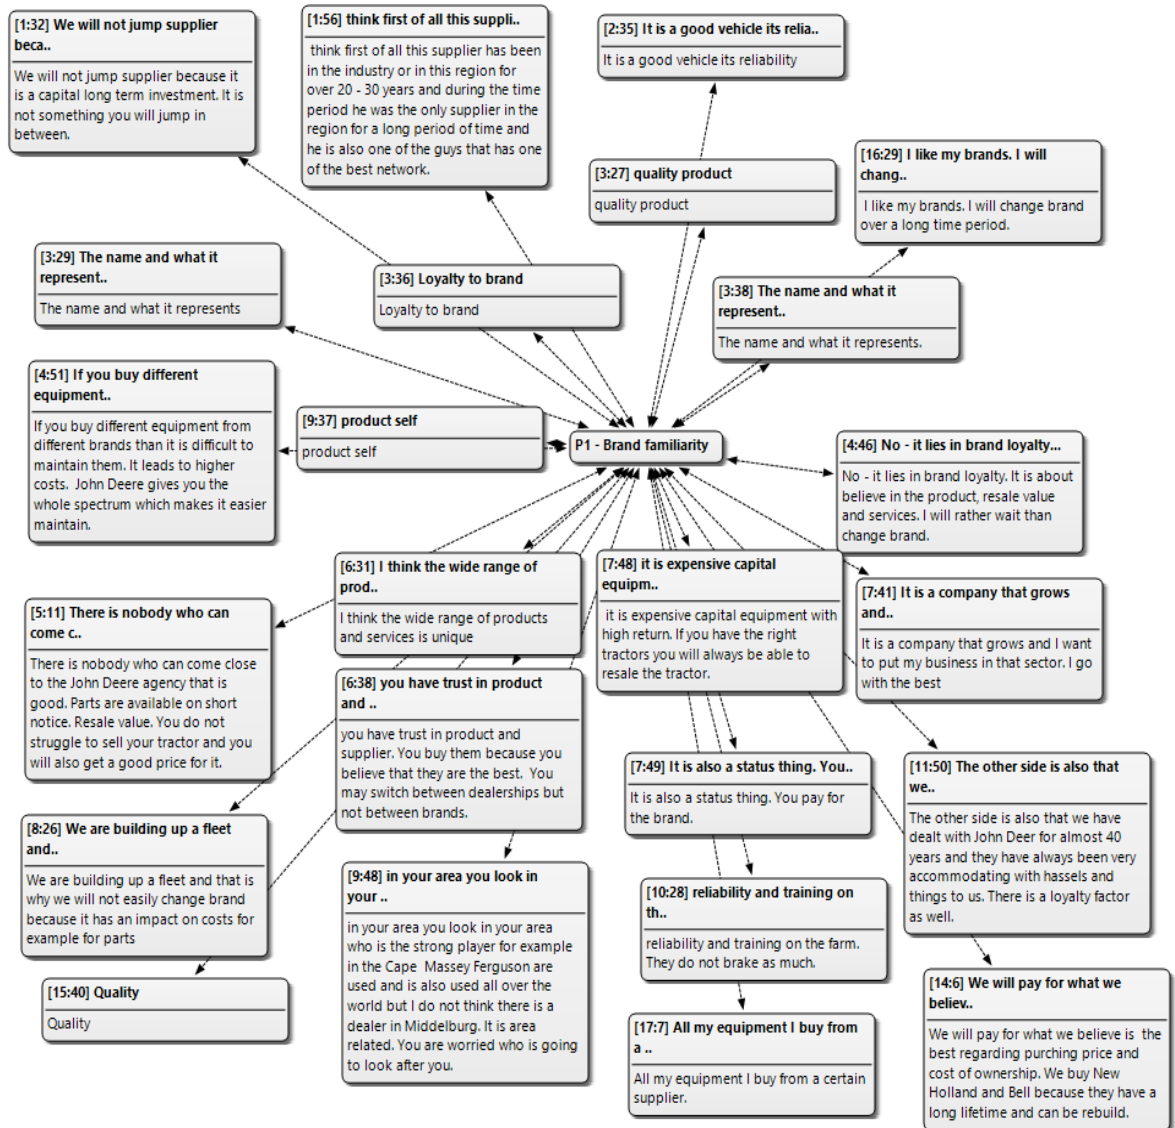 [1:32] We will not jump supplier
beca..
We will not jump supplier because it
is a capital long term investment. It is
not something you will jump in
between.
[1:56] think first of all this suppli..
think first of all this supplier has been
in the industry or in this region for
over 20 - 30 years and during the time
period he was the only supplier in the
region for a long period of time and
he is also one of the guys that has one
of the best network.
[2:35] It is a good vehicle its relia..
It is a good vehicle its reliability
[3:27] quality product
quality product
[16:29] I like my brands. I will
chang..
I like my brands. I will change brand
over a long time period.
[3:29] The name and what it
represent..
The name and what it represents
[3:36] Loyalty to brand
Loyalty to brand
[3:38] The name and what it
represent..
The name and what it represents.
[4:51] If you buy different
equipment..
If you buy different equipment from
different brands than it is difficult to
maintain them. It leads to higher
costs.  John Deere gives you the
whole spectrum which makes it easier
maintain.
[9:37] product self
product self
P1 - Brand familiarity
[4:46] No - it lies in brand loyalty...
No - it lies in brand loyalty. It is about
believe in the product, resale value
and services. I will rather wait than
change brand.
[5:11] There is nobody who can
come c..
There is nobody who can come close
to the John Deere agency that is
good. Parts are available on short
notice. Resale value. You do not
struggle to sell your tractor and you
will also get a good price for it.
[6:31] I think the wide range of
prod..
I think the wide range of products
and services is unique
[7:48] it is expensive capital
equipm..
it is expensive capital equipment with
high return. If you have the right
tractors you will always be able to
resale the tractor.
[7:41] It is a company that grows
and..
It is a company that grows and I want
to put my business in that sector. I go
with the best
[6:38] you have trust in product
and ..
you have trust in product and
supplier. You buy them because you
believe that they are the best.  You
may switch between dealerships but
not between brands.
[7:49] It is also a status thing. You..
It is also a status thing. You pay for
the brand.
[11:50] The other side is also that
we..
The other side is also that we have
dealt with John Deer for almost 40
years and they have always been very
accommodating with hassels and
things to us. There is a loyalty factor
as well.
[8:26] We are building up a fleet
and..
We are building up a fleet and that is
why we will not easily change brand
because it has an impact on costs for
example for parts
[9:48] in your area you look in
your ..
in your area you look in your area
who is the strong player for example
in the Cape  Massey Ferguson are
used and is also used all over the
world but I do not think there is a
dealer in Middelburg. It is area
related. You are worried who is going
to look after you.
[10:28] reliability and training on
th..
reliability and training on the farm.
They do not brake as much.
[15:40] Quality
Quality
[17:7] All my equipment I buy from
a ..
All my equipment I buy from a certain
supplier.
[14:6] We will pay for what we
believ..
We will pay for what we believe is  the
best regarding purching price and
cost of ownership. We buy New
Holland and Bell because they have a
long lifetime and can be rebuild.